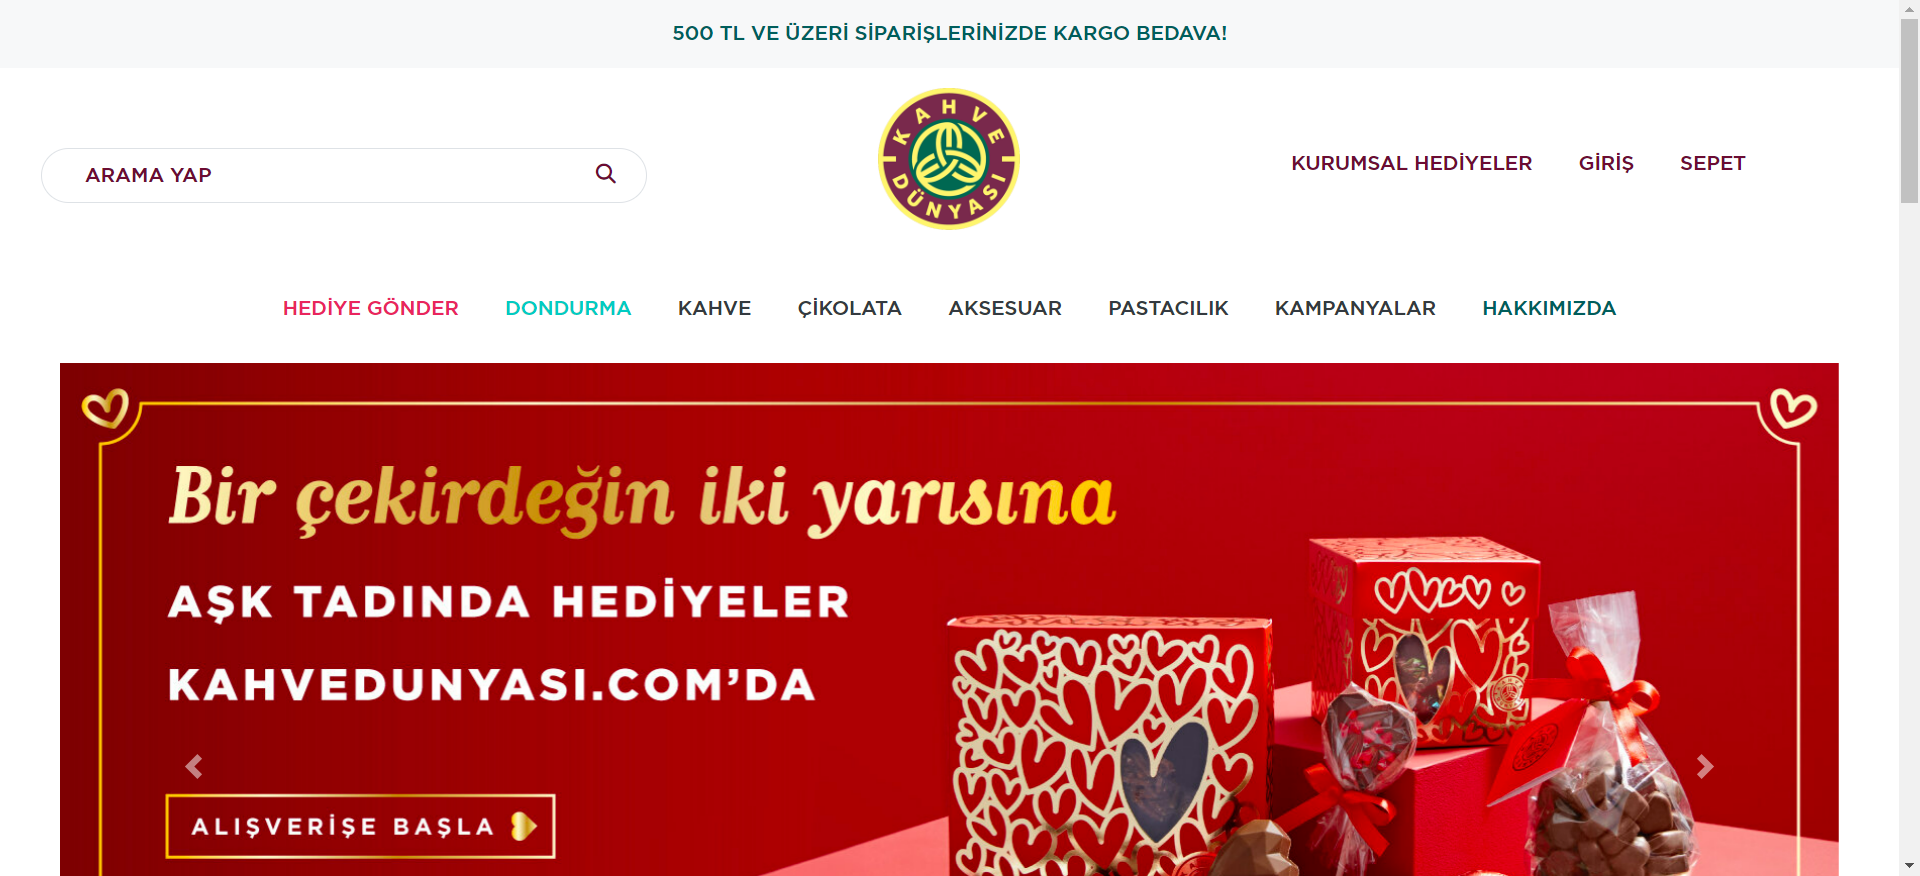 500 TL VE ÜZERİ SİPARİŞLERİNİZDE KARGO BEDAVA!
ARAMA YAP
KAHVE DÜNYASI
KURUMSAL HEDİYELER
GİRİŞ
SEPET
HEDİYE GÖNDER
DONDURMA
KAHVE
ÇİKOLATA
AKSESUAR
PASTACILIK
KAMPANYALAR
HAKKIMIZDA
Bir çekirdeğin iki yarısına
AŞK TADINDA HEDİYELER
KAHVEDUNYASI.COM’DA
ALIŞVERİŞE BAŞLA